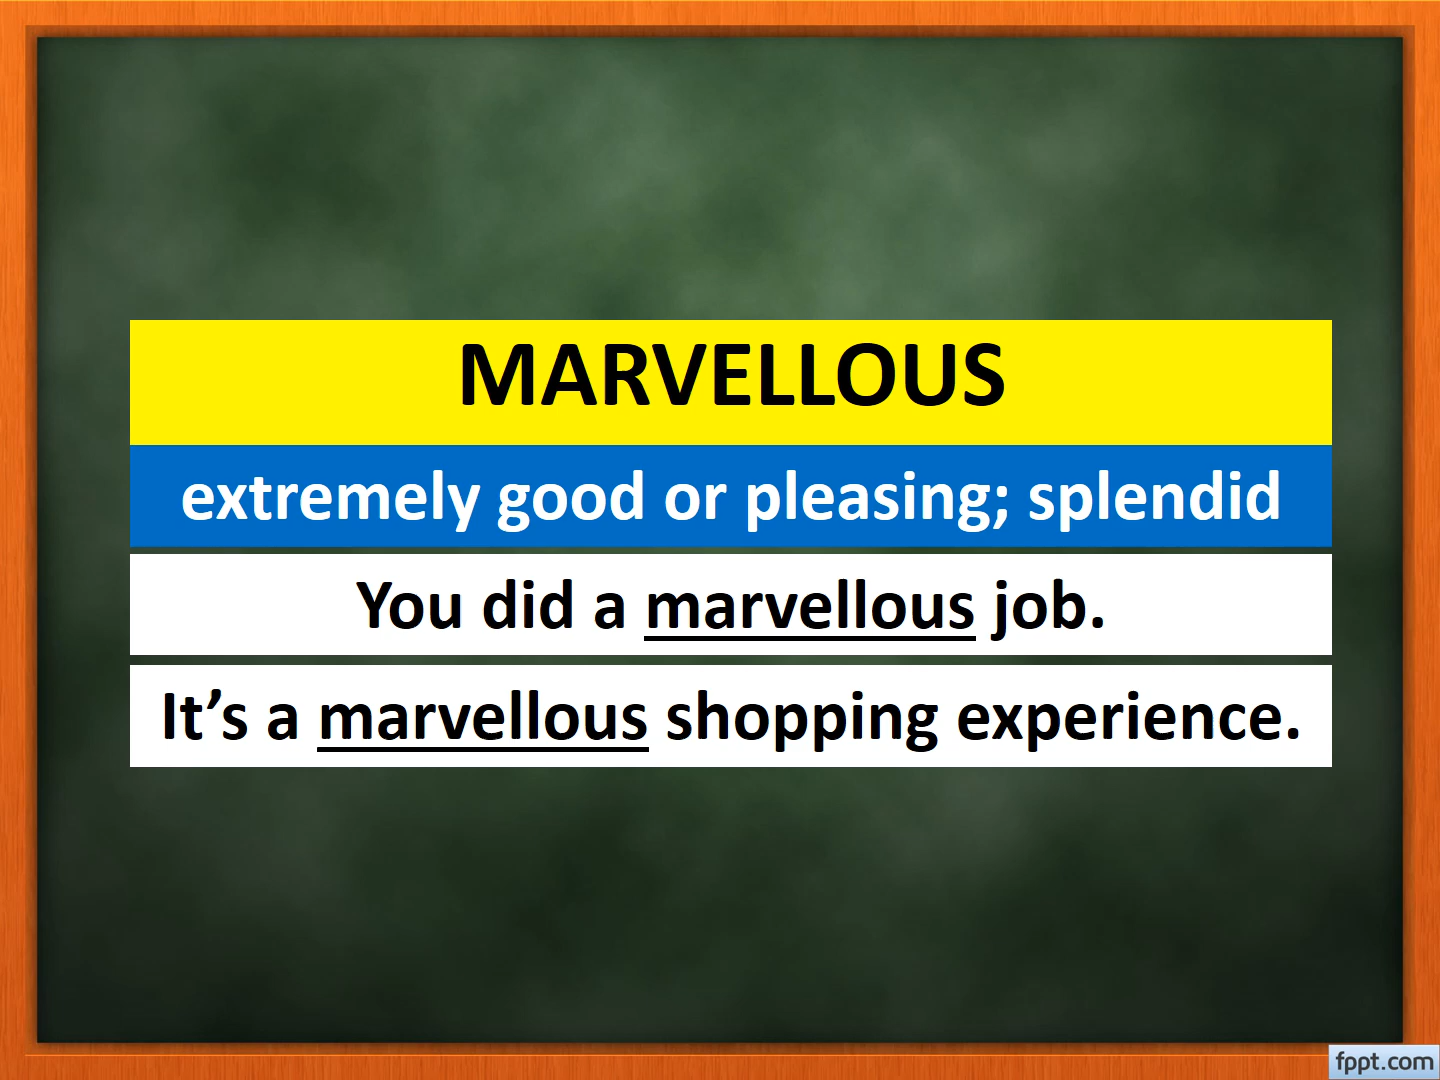 MARVELLOUS
extremely good or pleasing; splendid
You did a marvellous job.
It’s a marvellous shopping experience.
fppt.com